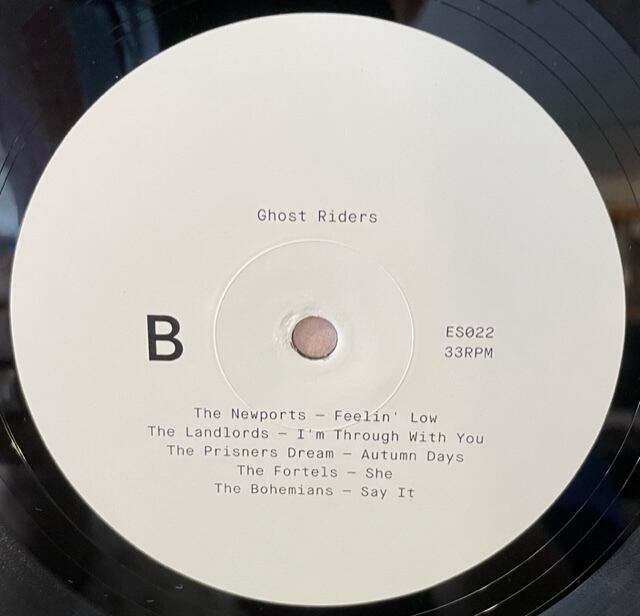 Ghost Riders
B
ES022
33RPM
The Newports — Feelin' Low
The Landlords — I'm Through With You
The Prisners Dream — Autumn Days
The Fortels — She
The Bohemians — Say It